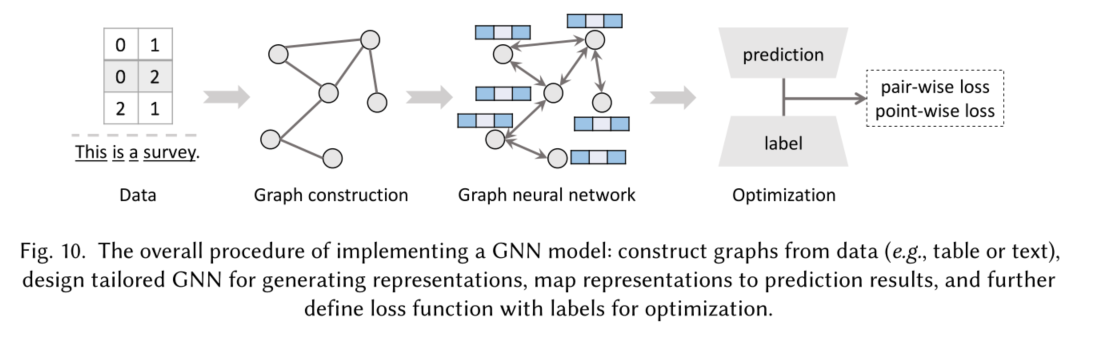 0 1
0 2
2 1
This is a survey.
Data
Graph construction
Graph neural network
prediction
label
pair-wise loss
point-wise loss
Optimization
Fig. 10. The overall procedure of implementing a GNN model: construct graphs from data (e.g., table or text),
design tailored GNN for generating representations, map representations to prediction results, and further
define loss function with labels for optimization.